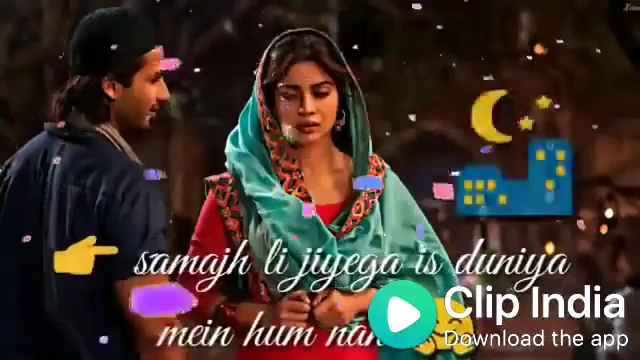 samajh li jiyega is duniya
mein hum
Clip India
Download the app